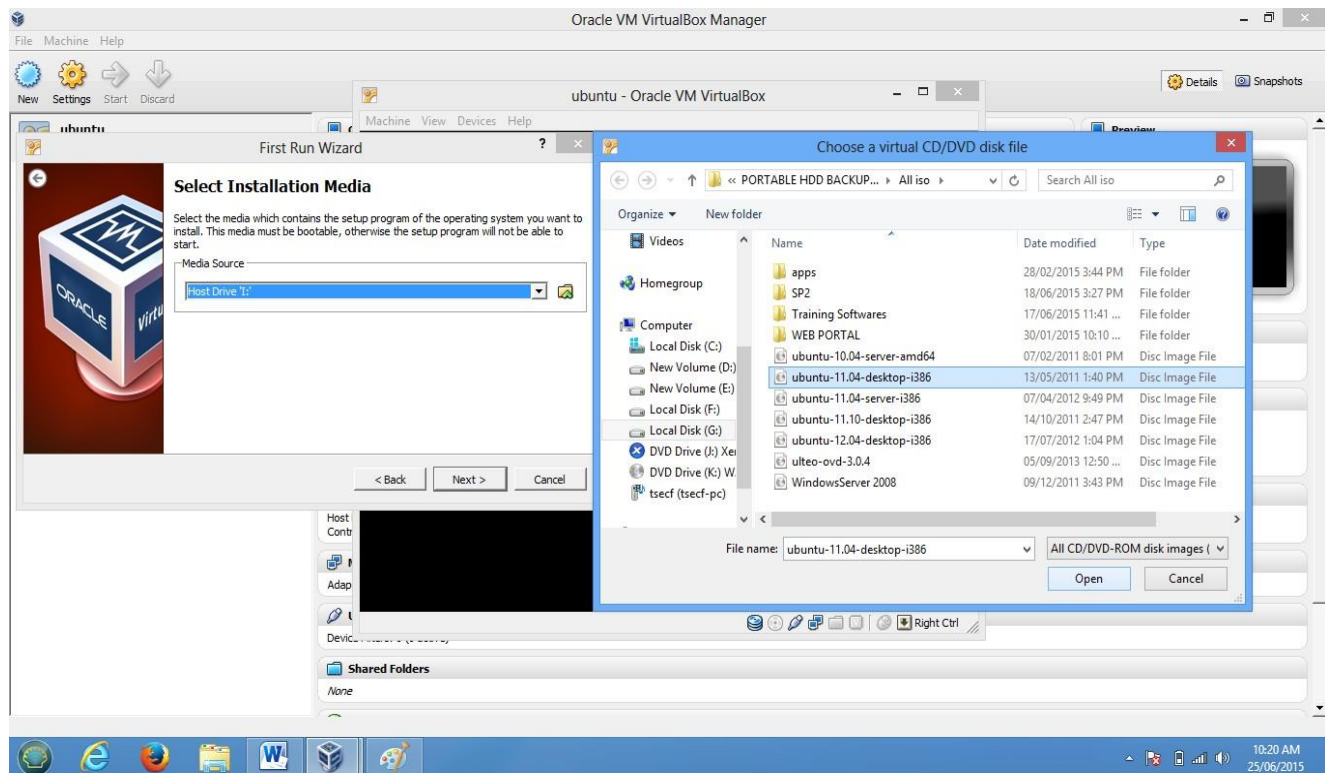 Oracle VM VirtualBox Manager
File Machine Help
New Settings Start Discard
Details Snapshots
ubuntu
ubuntu - Oracle VM VirtualBox
Machine View Devices Help
Preview
First Run Wizard
?
Select Installation Media
Select the media which contains the setup program of the operating system you want to
install. This media must be bootable, otherwise the setup program will not be able to
start.
Media Source
Host Drive 'I:'
ORACLE
Virtu
< Back Next > Cancel
Choose a virtual CD/DVD disk file
« PORTABLE HDD BACKUP... All iso
Search All iso
Organize New folder
Videos
Homegroup
Computer
Local Disk (C:)
New Volume (D:)
New Volume (E:)
Local Disk (F:)
Local Disk (G:)
DVD Drive (J:) Xe
DVD Drive (K:) W
tsecf (tsecf-pc)
Name Date modified Type
apps 28/02/2015 3:44 PM File folder
SP2 18/06/2015 3:27 PM File folder
Training Softwares 17/06/2015 11:41 ... File folder
WEB PORTAL 30/01/2015 10:10 ... File folder
ubuntu-10.04-server-amd64 07/02/2011 8:01 PM Disc Image File
ubuntu-11.04-desktop-i386 13/05/2011 1:40 PM Disc Image File
ubuntu-11.04-server-i386 07/04/2012 9:49 PM Disc Image File
ubuntu-11.10-desktop-i386 14/10/2011 2:47 PM Disc Image File
ubuntu-12.04-desktop-i386 17/07/2012 1:04 PM Disc Image File
ulteo-ovd-3.0.4 05/09/2013 12:50 ... Disc Image File
WindowsServer 2008 09/12/2011 3:43 PM Disc Image File
File name: ubuntu-11.04-desktop-i386 All CD/DVD-ROM disk images (
Open Cancel
Host
Contr
Adap
Right Ctrl
Shared Folders
None
10:20 AM
25/06/2015